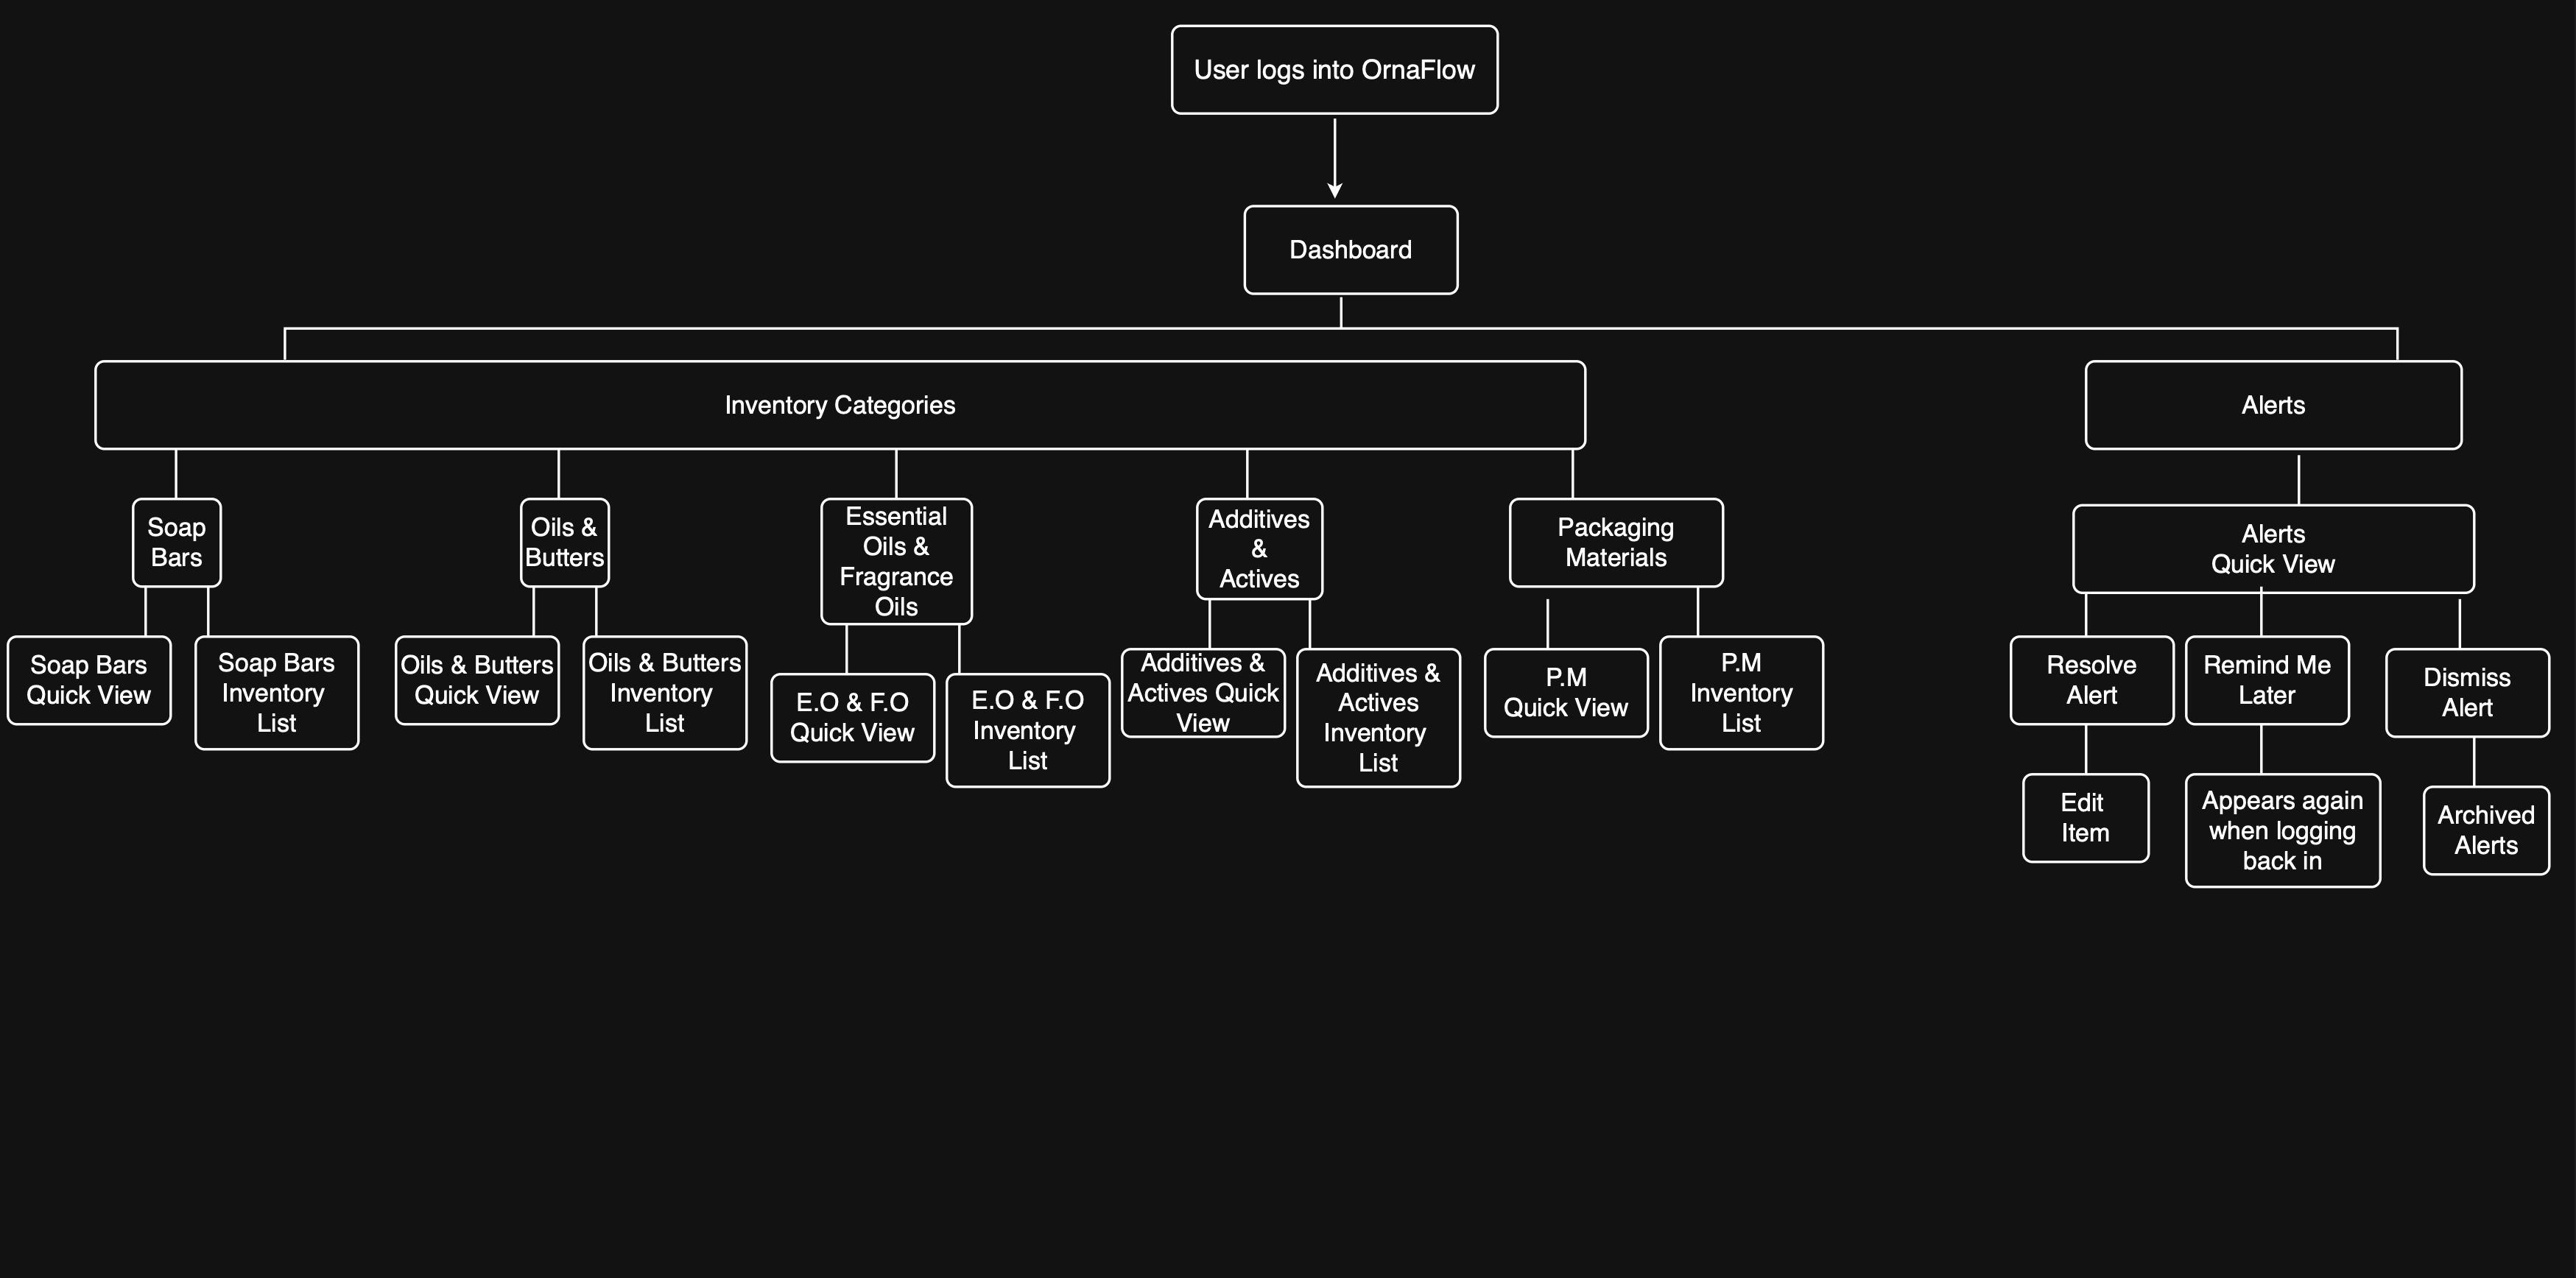 User logs into OrnaFlow
Dashboard
Inventory Categories
Alerts
Soap
Bars
Oils &
Butters
Essential
Oils &
Fragrance
Oils
Additives
&
Actives
Packaging
Materials
Alerts
Quick View
Soap Bars
Quick View
Soap Bars
Inventory
List
Oils & Butters
Quick View
Oils & Butters
Inventory
List
E.O & F.O
Quick View
E.O & F.O
Inventory
List
Additives &
Actives Quick
View
Additives &
Actives
Inventory
List
P.M
Quick View
P.M
Inventory
List
Resolve
Alert
Remind Me
Later
Dismiss
Alert
Edit
Item
Appears again
when logging
back in
Archived
Alerts